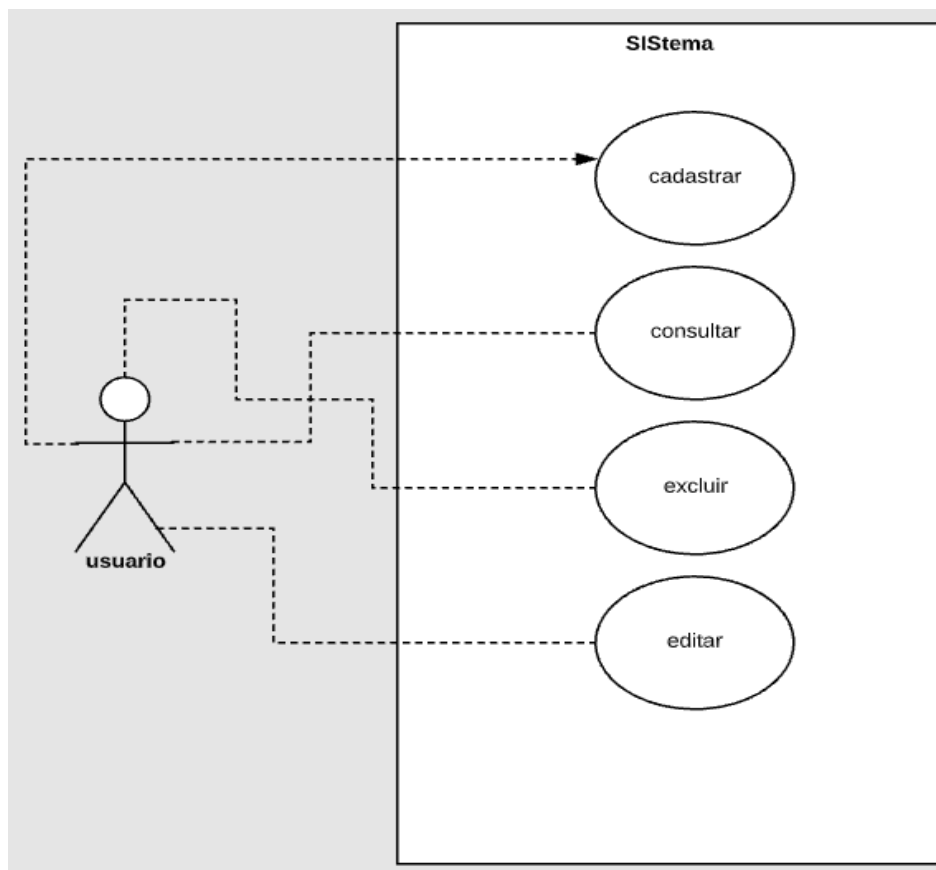 SIStema
cadastrar
consultar
excluir
usuario
editar